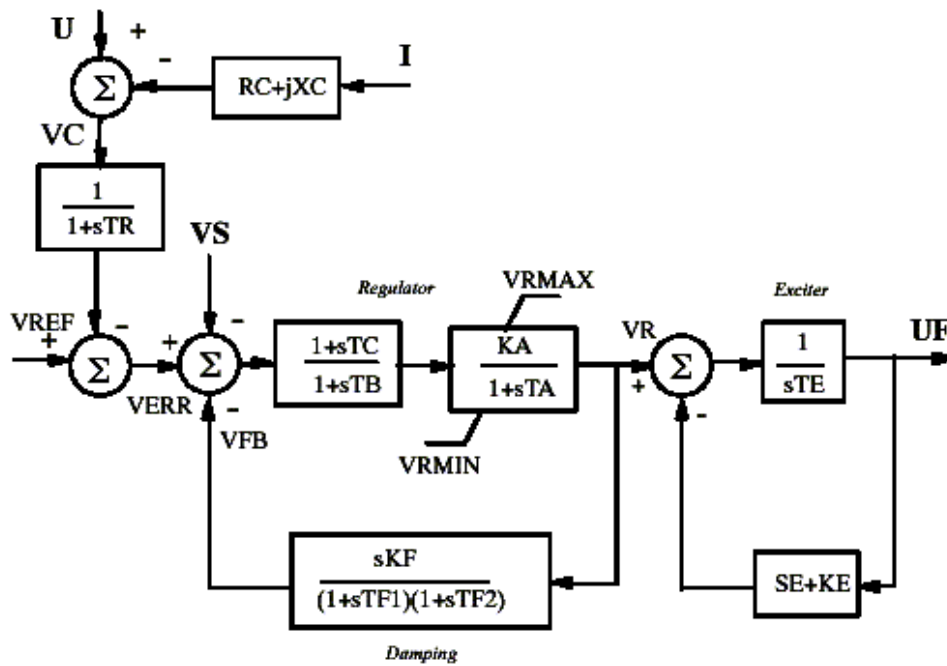 U
+
-
I
Σ
RC+jXC
VC
1
1+sTR
VS
Regulator
VRMAX
Exciter
VREF
-
+
-
+
Σ
VERR
Σ
1+sTC
1+sTB
KA
1+sTA
VR
+
Σ
1
sTE
UF
-
VFB
VRMIN
-
sKF
(1+sTF1)(1+sTF2)
Damping
SE+KE